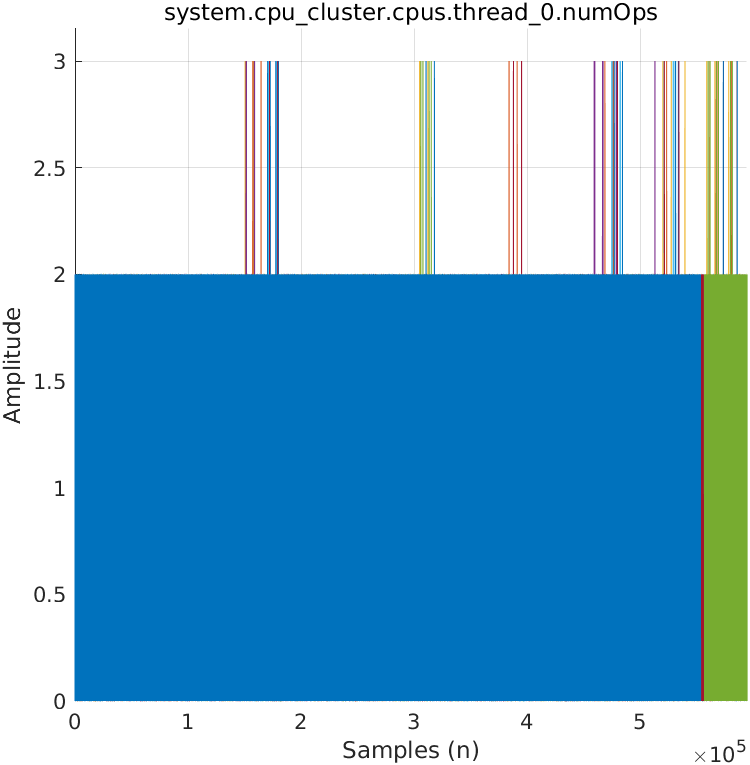 system.cpu_cluster.cpus.thread_0.numOps
3
2.5
2
1.5
1
0.5
0
Amplitude
0 1 2 3 4 5
Samples (n)
×10^5